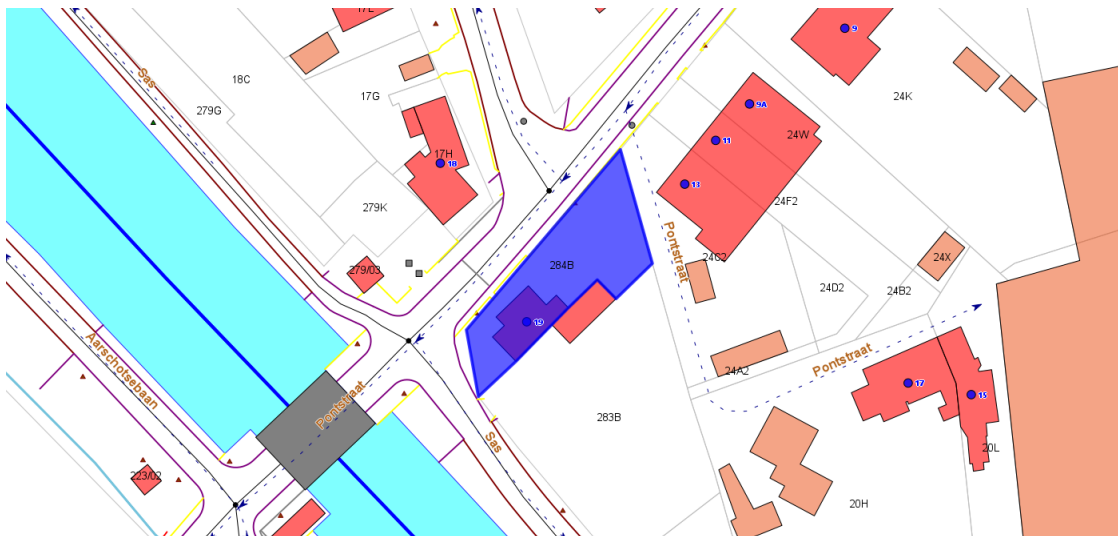 17L
9
Sas
18C
17G
24K
279G
9A
24W
11
17H
18
13
24F2
279K
Pontstraat
24C2
24X
284B
279/03
24D2
24B2
19
Aarschotsebaan
Pontstraat
24A2
17
15
Pontstraat
283B
Sas
20L
223/02
20H